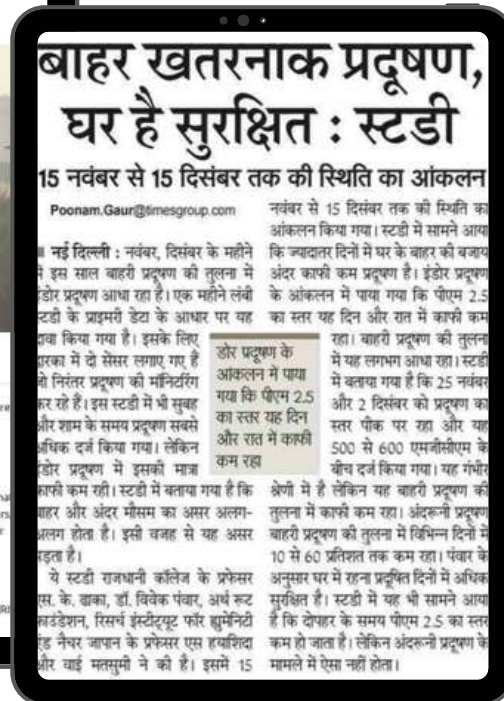 बाहर खतरनाक प्रदूषण,
घर है सुरक्षित : स्टडी
15 नवंबर से 15 दिसंबर तक की स्थिति का आंकलन
Poonam.Gaur@timesgroup.com
नई दिल्ली : नवंबर, दिसंबर के महीने
में इस साल बाहरी प्रदूषण की तुलना में
इंडोर प्रदूषण आधा रहा है। एक महीने लंबी
स्टडी के प्राइमरी डेटा के आधार पर यह
दावा किया गया है। इसके लिए
द्वारका में दो सेंसर लगाए गए हैं
जो निरंतर प्रदूषण की मॉनिटरिंग
कर रहे हैं। इस स्टडी में भी सुबह
और शाम के समय प्रदूषण सबसे
अधिक दर्ज किया गया। लेकिन
इंडोर प्रदूषण में इसकी मात्रा
काफी कम रही। स्टडी में बताया गया है कि
बाहर और अंदर मौसम का असर अलग-
अलग होता है। इसी वजह से यह असर
पड़ता है।
ये स्टडी राजधानी कॉलेज के प्रफेसर
एस. के. ढाका, डॉ. विवेक पंवार, अर्थ रूट
फाउंडेशन, रिसर्च इंस्टीट्यूट फॉर ह्यूमेनिटी
एंड नैचर जापान के प्रफेसर एस हयाशिदा
और वाई मतसुमी ने की है। इसमें 15
डोर प्रदूषण के
आंकलन में पाया
गया कि पीएम 2.5
का स्तर यह दिन
और रात में काफी
कम रहा
नवंबर से 15 दिसंबर तक की स्थिति का
आंकलन किया गया। स्टडी में सामने आया
कि ज्यादातर दिनों में घर के बाहर की बजाय
अंदर काफी कम प्रदूषण है। इंडोर प्रदूषण
के आंकलन में पाया गया कि पीएम 2.5
का स्तर यह दिन और रात में काफी कम
रहा। बाहरी प्रदूषण की तुलना
में यह लगभग आधा रहा। स्टडी
में बताया गया है कि 25 नवंबर
और 2 दिसंबर को प्रदूषण का
स्तर पीक पर रहा और यह
500 से 600 एमजीसीएम के
बीच दर्ज किया गया। यह गंभीर
श्रेणी में है लेकिन यह बाहरी प्रदूषण की
तुलना में काफी कम रहा। अंदरूनी प्रदूषण
बाहरी प्रदूषण की तुलना में विभिन्न दिनों में
10 से 60 प्रतिशत तक कम रहा। पंवार के
अनुसार घर में रहना प्रदूषित दिनों में अधिक
सुरक्षित है। स्टडी में यह भी सामने आया
है कि दोपहर के समय पीएम 2.5 का स्तर
कम हो जाता है। लेकिन अंदरूनी प्रदूषण के
मामले में ऐसा नहीं होता।